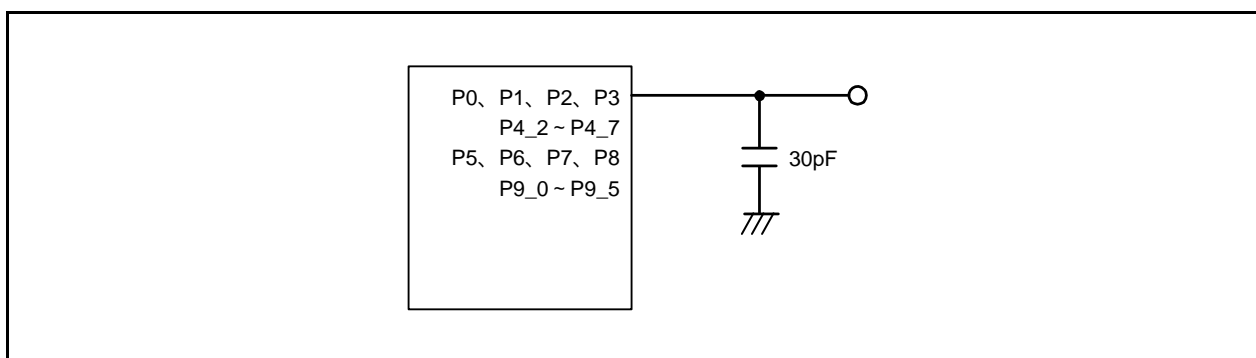 P0、P1、P2、P3
P4_2 ~ P4_7
P5、P6、P7、P8
P9_0 ~ P9_5
30pF